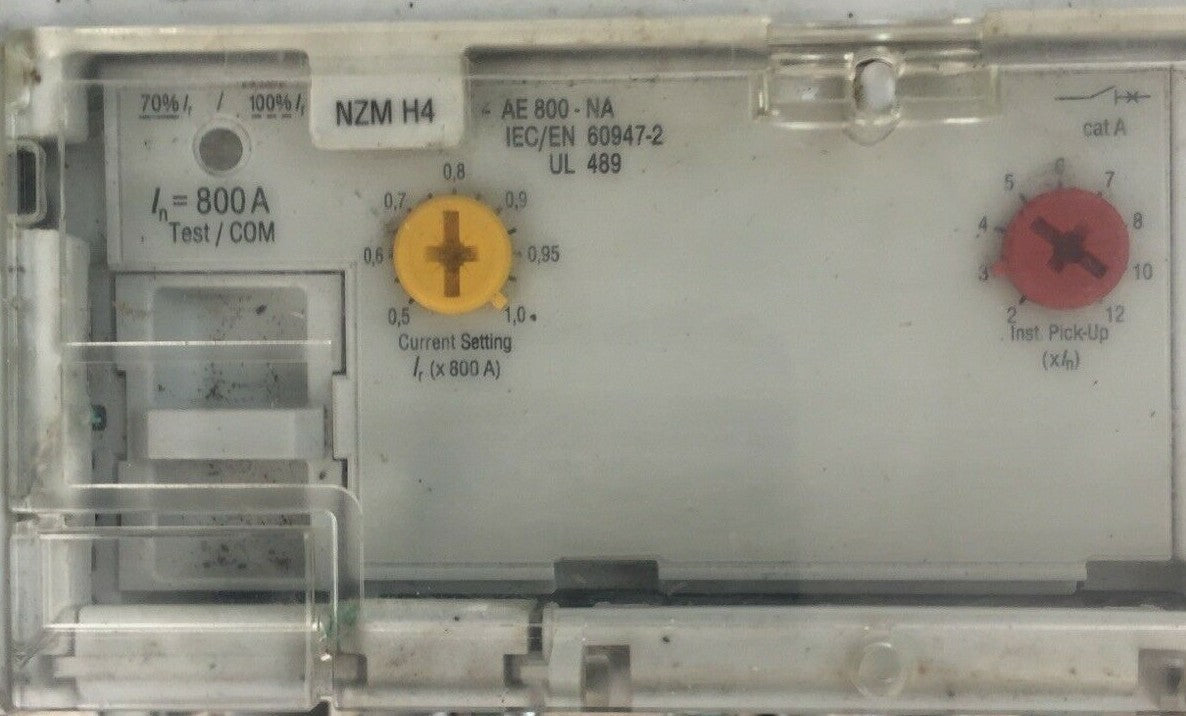 70% Ir / 100% Ir
NZM H4
AE 800 - NA
IEC/EN 60947-2
UL 489
In = 800 A
Test / COM
0,5
0,6
0,7
0,8
0,9
0,95
1,0
Current Setting
Ir (x 800 A)
cat A
2
3
4
5
6
7
8
10
12
Inst. Pick-Up
(xIn)